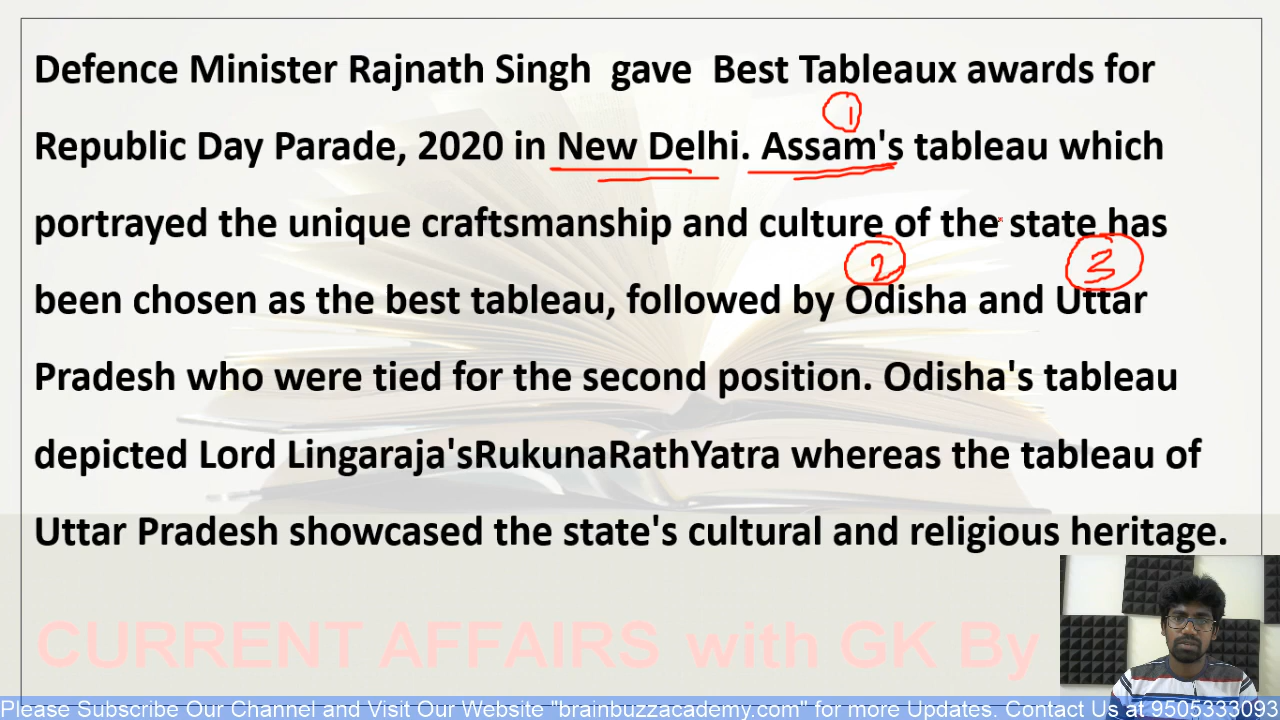 Defence Minister Rajnath Singh gave Best Tableaux awards for
1
Republic Day Parade, 2020 in New Delhi. Assam's tableau which
portrayed the unique craftsmanship and culture of the state has
2 3
been chosen as the best tableau, followed by Odisha and Uttar
Pradesh who were tied for the second position. Odisha's tableau
depicted Lord Lingaraja'sRukunaRathYatra whereas the tableau of
Uttar Pradesh showcased the state's cultural and religious heritage.
CURRENT AFFAIRS with GK By
Please Subscribe Our Channel and Visit Our Website "brainbuzzacademy.com" for more Updates. Contact Us at 9505333093